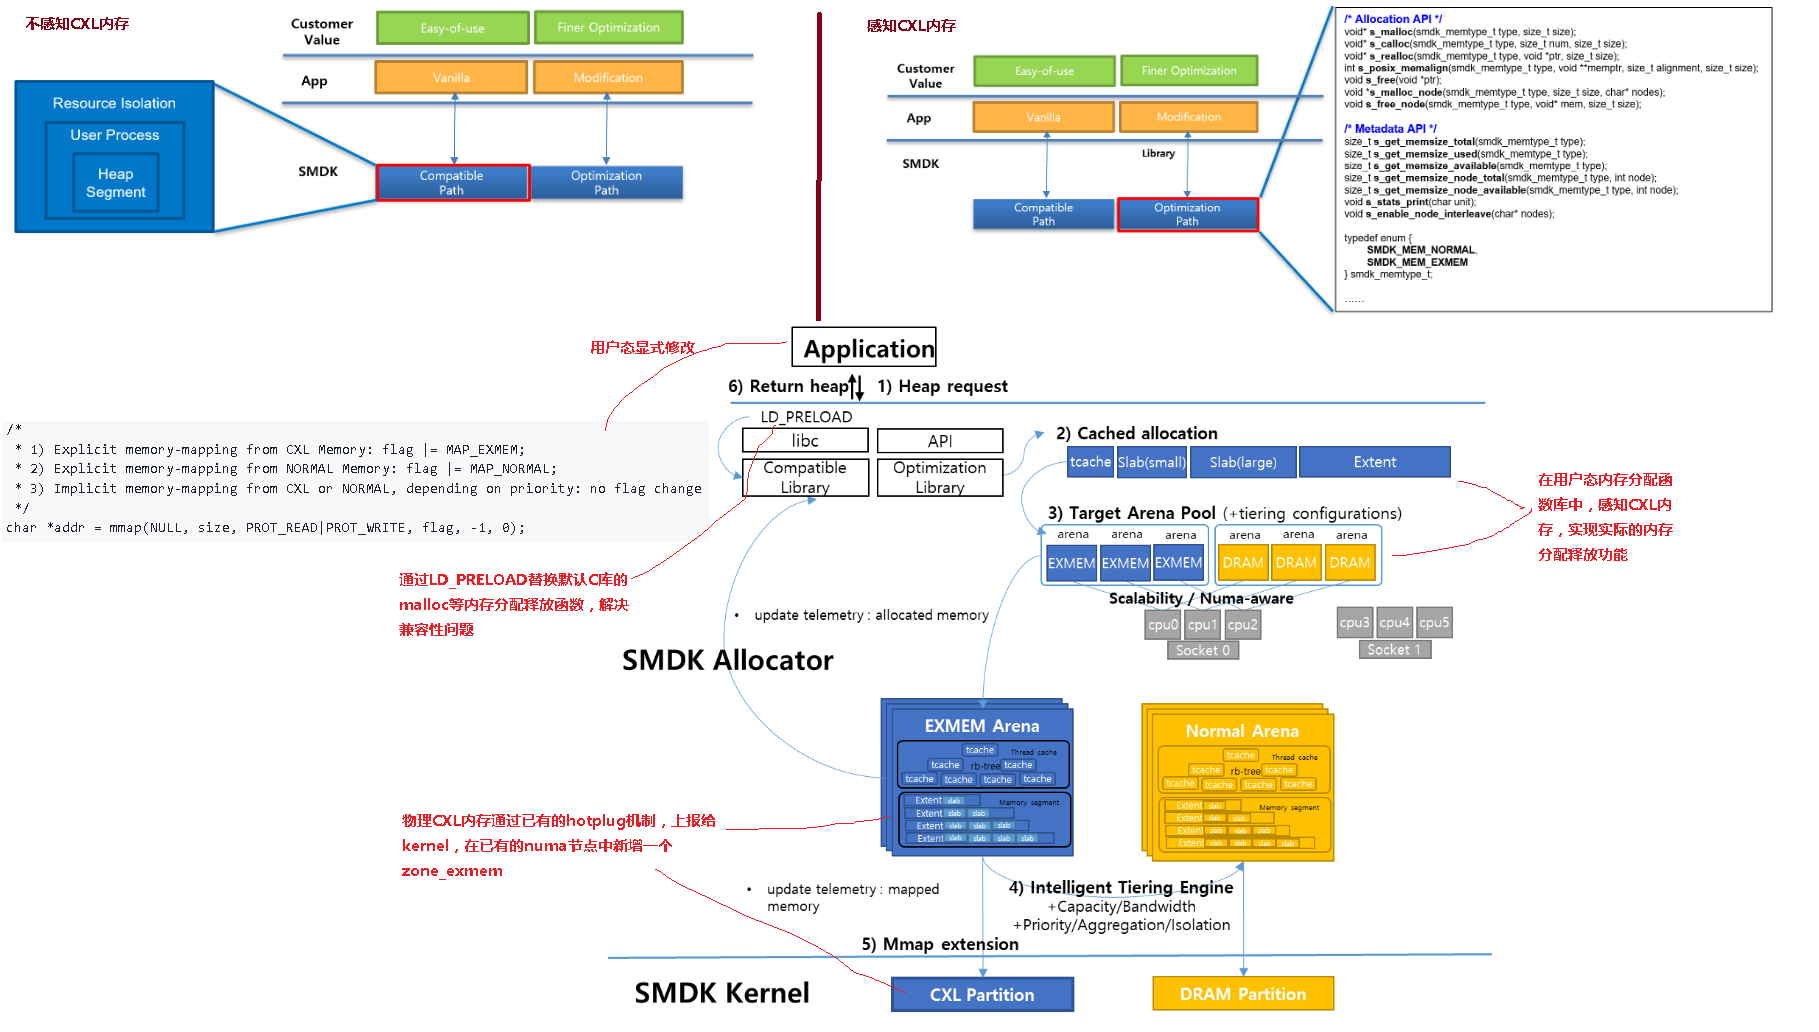 不感知CXL内存
Customer
Value
Easy-of-use
Finer Optimization
App
Vanilla
Modification
SMDK
Compatible
Path
Optimization
Path
Resource Isolation
User Process
Heap
Segment
感知CXL内存
Customer
Value
Easy-of-use
Finer Optimization
App
Vanilla
Modification
Library
SMDK
Compatible
Path
Optimization
Path
/* Allocation API */
void* s_malloc(smdk_memtype_t type, size_t size);
void* s_calloc(smdk_memtype_t type, size_t num, size_t size);
void* s_realloc(smdk_memtype_t type, void *ptr, size_t size);
int s_posix_memalign(smdk_memtype_t type, void **memptr, size_t alignment, size_t size);
void s_free(void *ptr);
void *s_malloc_node(smdk_memtype_t type, size_t size, char* nodes);
void s_free_node(smdk_memtype_t type, void* mem, size_t size);
/* Metadata API */
size_t s_get_memsize_total(smdk_memtype_t type);
size_t s_get_memsize_used(smdk_memtype_t type);
size_t s_get_memsize_available(smdk_memtype_t type);
size_t s_get_memsize_node_total(smdk_memtype_t type, int node);
size_t s_get_memsize_node_available(smdk_memtype_t type, int node);
void s_stats_print(char unit);
void s_enable_node_interleave(char* nodes);
typedef enum {
SMDK_MEM_NORMAL,
SMDK_MEM_EXMEM
} smdk_memtype_t;
......
用户态显式修改
Application
6) Return heap
1) Heap request
/*
* 1) Explicit memory-mapping from CXL Memory: flag |= MAP_EXMEM;
* 2) Explicit memory-mapping from NORMAL Memory: flag |= MAP_NORMAL;
* 3) Implicit memory-mapping from CXL or NORMAL, depending on priority: no flag change
*/
char *addr = mmap(NULL, size, PROT_READ|PROT_WRITE, flag, -1, 0);
LD_PRELOAD
libc
API
Compatible
Library
Optimization
Library
2) Cached allocation
tcache
Slab(small)
Slab(large)
Extent
3) Target Arena Pool (+tiering configurations)
arena arena arena arena arena arena
EXMEM EXMEM EXMEM DRAM DRAM DRAM
Scalability / Numa-aware
cpu0 cpu1 cpu2 cpu3 cpu4 cpu5
Socket 0
Socket 1
在用户态内存分配函
数库中，感知CXL内
存，实现实际的内存
分配释放功能
通过LD_PRELOAD替换默认C库的
malloc等内存分配释放函数，解决
兼容性问题
• update telemetry : allocated memory
SMDK Allocator
EXMEM Arena
tcache
Thread cache
tcache rb-tree tcache
tcache tcache tcache tcache
Extent slab
Memory segment
Extent slab slab
Extent slab slab slab
Extent slab slab slab slab
Normal Arena
tcache
Thread cache
tcache rb-tree tcache
tcache tcache tcache tcache
Extent slab
Memory segment
Extent slab slab
Extent slab slab slab
Extent slab slab slab slab
物理CXL内存通过已有的hotplug机制，上报给
kernel，在已有的numa节点中新增一个
zone_exmem
• update telemetry : mapped
memory
4) Intelligent Tiering Engine
+Capacity/Bandwidth
+Priority/Aggregation/Isolation
5) Mmap extension
SMDK Kernel
CXL Partition
DRAM Partition